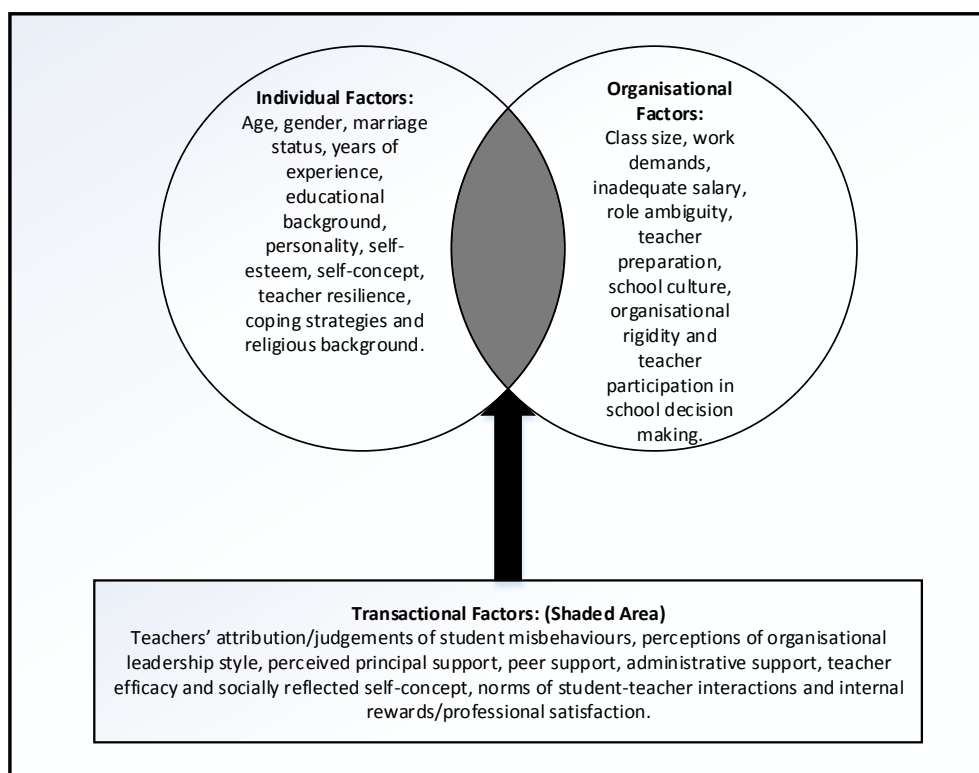 Individual Factors:
Age, gender, marriage
status, years of
experience,
educational
background,
personality, self-
esteem, self-concept,
teacher resilience,
coping strategies and
religious background.
Organisational
Factors:
Class size, work
demands,
inadequate salary,
role ambiguity,
teacher
preparation,
school culture,
organisational
rigidity and
teacher
participation in
school decision
making.
Transactional Factors: (Shaded Area)
Teachers’ attribution/judgements of student misbehaviours, perceptions of organisational
leadership style, perceived principal support, peer support, administrative support, teacher
efficacy and socially reflected self-concept, norms of student-teacher interactions and internal
rewards/professional satisfaction.